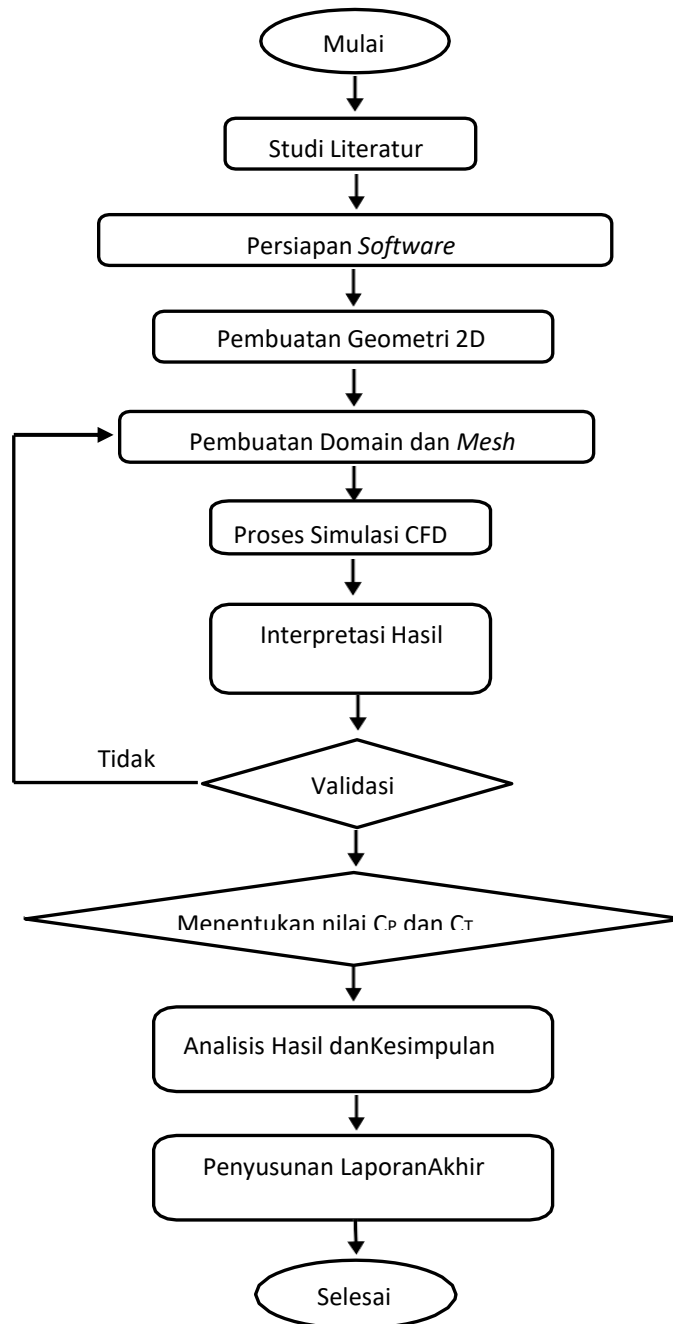 Mulai
Studi Literatur
Persiapan Software
Pembuatan Geometri 2D
Pembuatan Domain dan Mesh
Proses Simulasi CFD
Interpretasi Hasil
Tidak
Validasi
Menentukan nilai CP dan CT
Analisis Hasil danKesimpulan
Penyusunan LaporanAkhir
Selesai